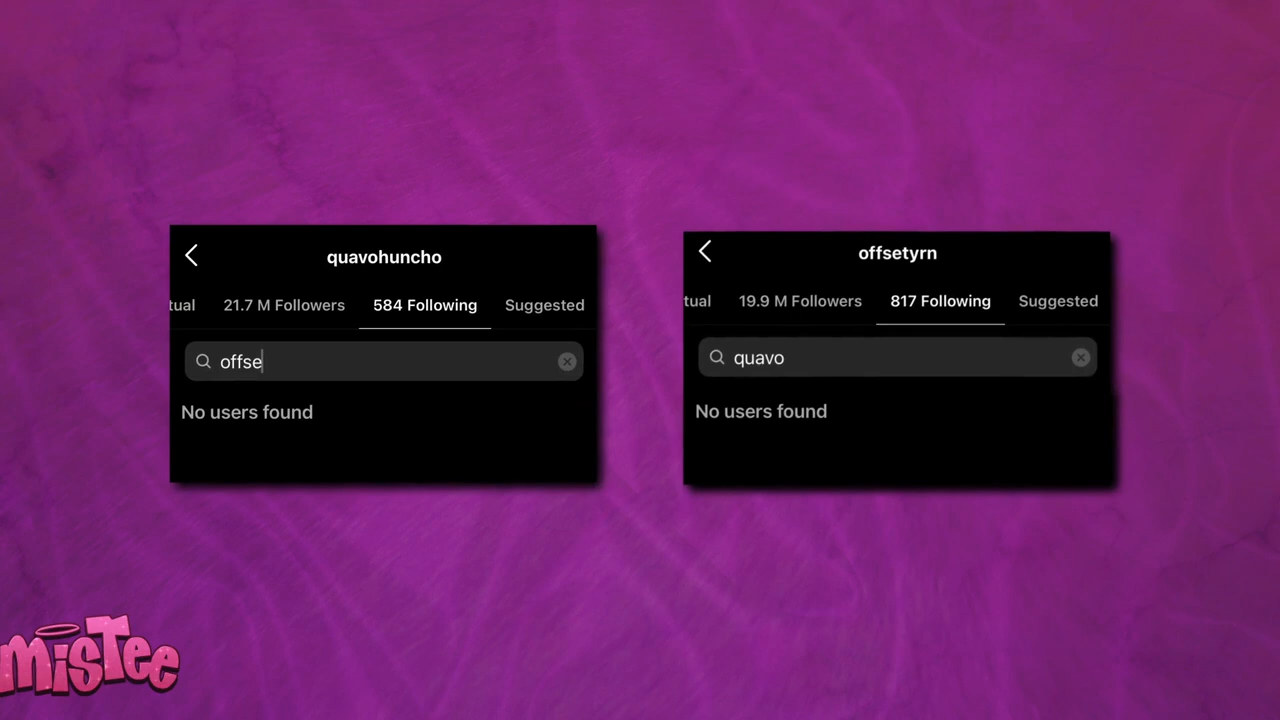 quavohuncho
tual 21.7 M Followers 584 Following Suggested
offse
No users found
offsetyrn
tual 19.9 M Followers 817 Following Suggested
quavo
No users found
misTee